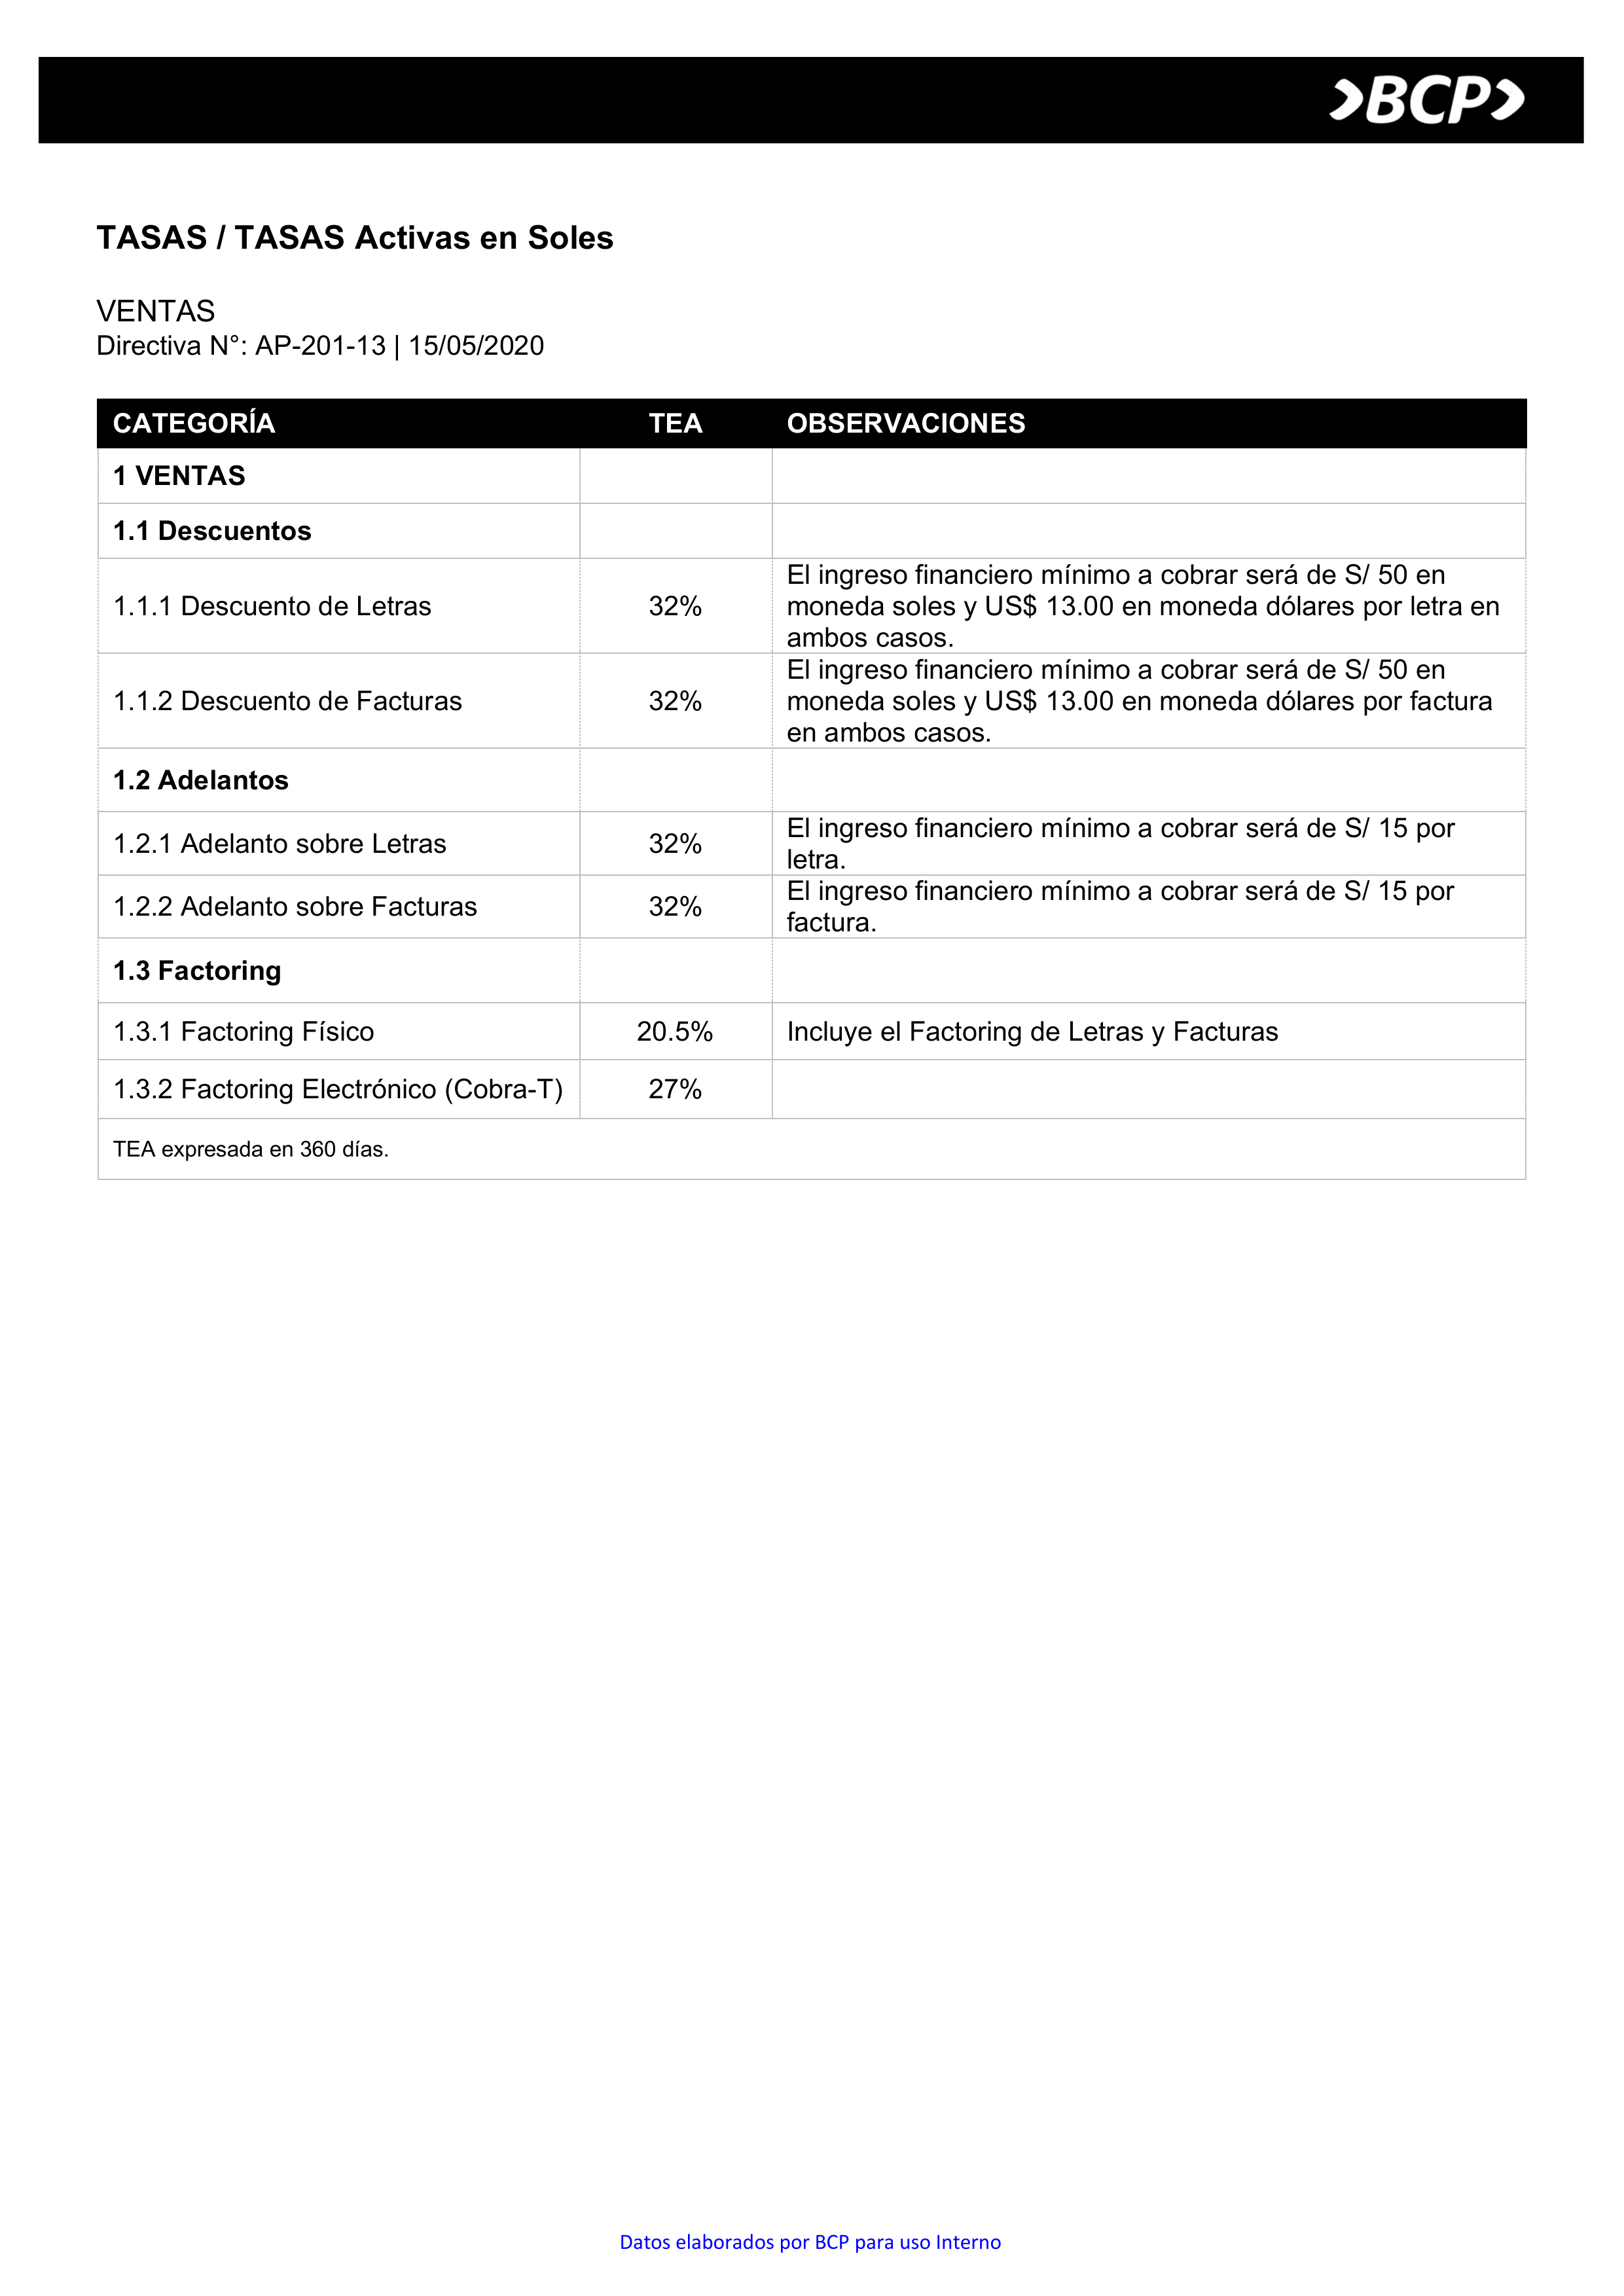 BCP
TASAS / TASAS Activas en Soles
VENTAS
Directiva N°: AP-201-13 | 15/05/2020
CATEGORÍA TEA OBSERVACIONES
1 VENTAS
1.1 Descuentos
1.1.1 Descuento de Letras 32% El ingreso financiero mínimo a cobrar será de S/ 50 en
moneda soles y US$ 13.00 en moneda dólares por letra en
ambos casos.
1.1.2 Descuento de Facturas 32% El ingreso financiero mínimo a cobrar será de S/ 50 en
moneda soles y US$ 13.00 en moneda dólares por factura
en ambos casos.
1.2 Adelantos
1.2.1 Adelanto sobre Letras 32% El ingreso financiero mínimo a cobrar será de S/ 15 por
letra.
1.2.2 Adelanto sobre Facturas 32% El ingreso financiero mínimo a cobrar será de S/ 15 por
factura.
1.3 Factoring
1.3.1 Factoring Físico 20.5% Incluye el Factoring de Letras y Facturas
1.3.2 Factoring Electrónico (Cobra-T) 27%
TEA expresada en 360 días.
Datos elaborados por BCP para uso Interno